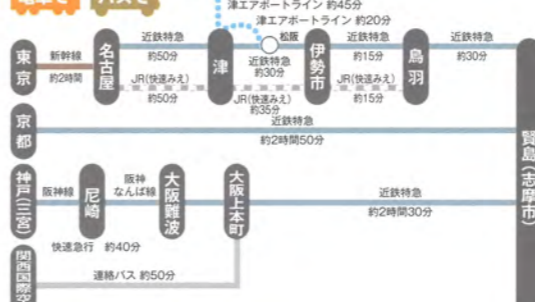 電車で
バスで
津エアポートライン 約45分
津エアポートライン 約20分
東京
新幹線
約2時間
名古屋
近鉄特急
約50分
JR(快速みえ)
約50分
津
松阪
近鉄特急
約30分
JR(快速みえ)
約35分
伊勢市
近鉄特急
約15分
JR(快速みえ)
約15分
鳥羽
近鉄特急
約30分
賢島(志摩市)
京都
近鉄特急
約2時間50分
神戸(三宮)
阪神線
尼崎
阪神
なんば線
大阪難波
大阪上本町
近鉄特急
約2時間30分
快速急行 約40分
関西国際空
連絡バス 約50分